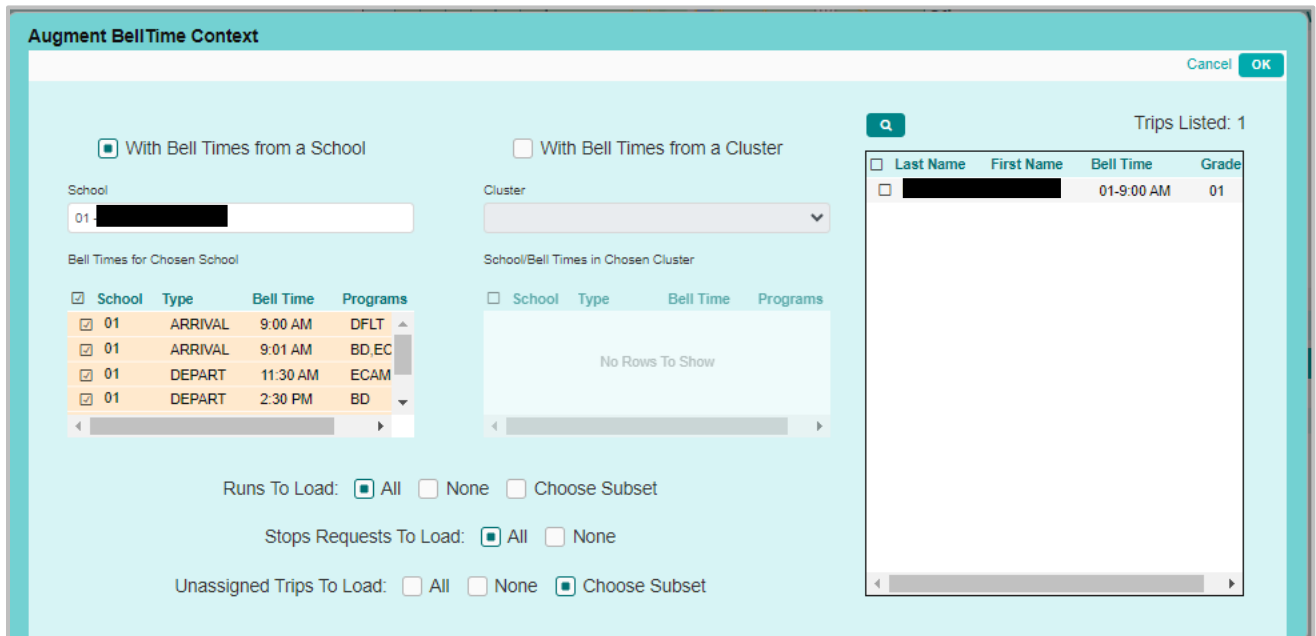 Augment BellTime Context
Cancel OK
With Bell Times from a School
With Bell Times from a Cluster
School
01 -
Bell Times for Chosen School
School Type Bell Time Programs
01 ARRIVAL 9:00 AM DFLT
01 ARRIVAL 9:01 AM BD,EC
01 DEPART 11:30 AM ECAM
01 DEPART 2:30 PM BD
Cluster
School/Bell Times in Chosen Cluster
School Type Bell Time Programs
No Rows To Show
Runs To Load: All None Choose Subset
Stops Requests To Load: All None
Unassigned Trips To Load: All None Choose Subset
Trips Listed: 1
Last Name First Name Bell Time Grade
01-9:00 AM 01